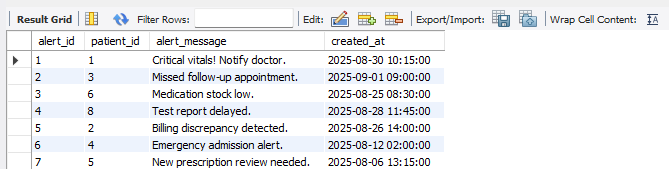 Result Grid Filter Rows: Edit: Export/Import: Wrap Cell Content:
alert_id patient_id alert_message created_at
1 1 Critical vitals! Notify doctor. 2025-08-30 10:15:00
2 3 Missed follow-up appointment. 2025-09-01 09:00:00
3 6 Medication stock low. 2025-08-25 08:30:00
4 8 Test report delayed. 2025-08-28 11:45:00
5 2 Billing discrepancy detected. 2025-08-26 14:00:00
6 4 Emergency admission alert. 2025-08-12 02:00:00
7 5 New prescription review needed. 2025-08-06 13:15:00